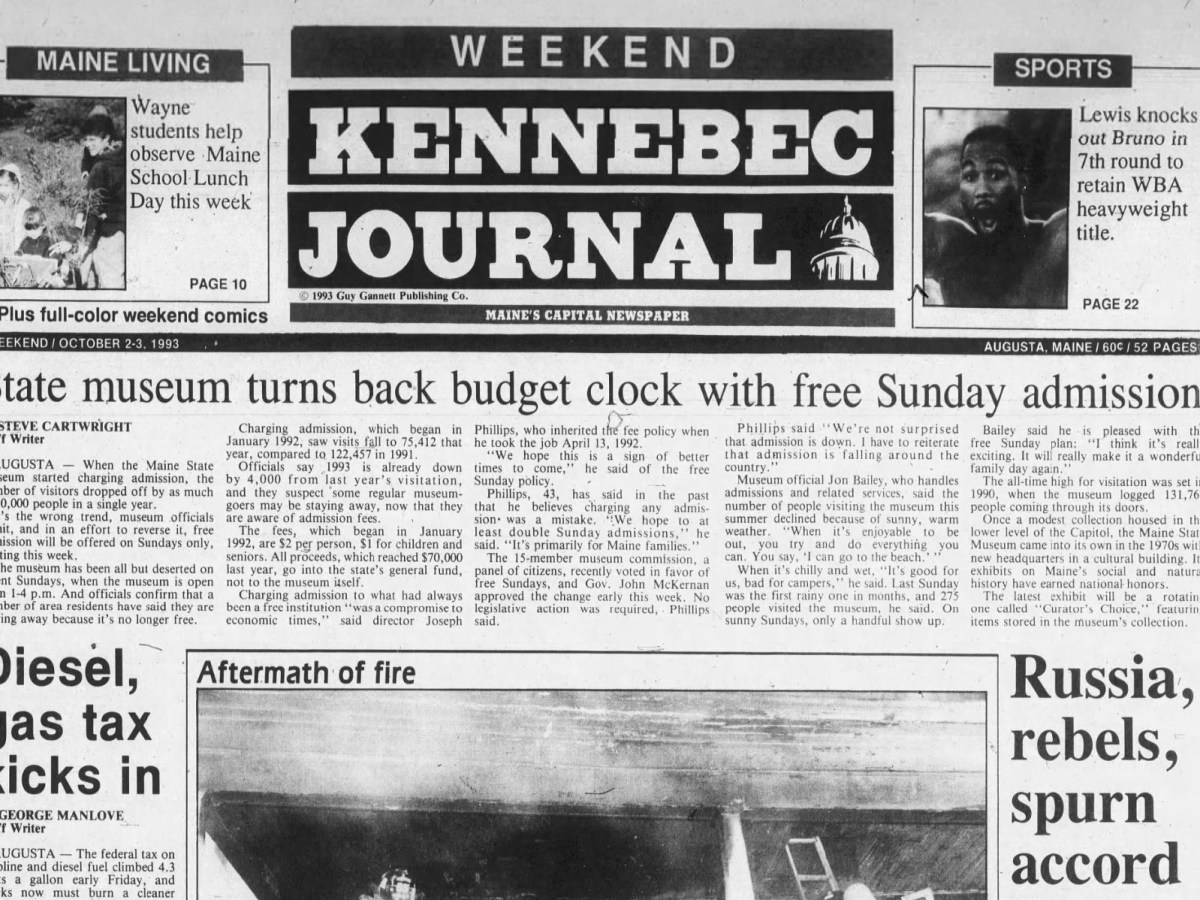 MAINE LIVING
Wayne
students help
observe Maine
School Lunch
Day this week
PAGE 10
Plus full-color weekend comics
WEEKEND
KENNEBEC
JOURNAL
© 1993 Guy Gannett Publishing Co.
MAINE'S CAPITAL NEWSPAPER
SPORTS
Lewis knocks
out Bruno in
7th round to
retain WBA
heavyweight
title.
PAGE 22
EEKEND / OCTOBER 2-3, 1993
AUGUSTA, MAINE / 60¢ / 52 PAGES
tate museum turns back budget clock with free Sunday admission
STEVE CARTWRIGHT
f Writer
UGUSTA — When the Maine State
seum started charging admission, the
ber of visitors dropped off by as much
0,000 people in a single year.
's the wrong trend, museum officials
it, and in an effort to reverse it, free
ission will be offered on Sundays only,
ting this week.
he museum has been all but deserted on
nt Sundays, when the museum is open
n 1-4 p.m. And officials confirm that a
ber of area residents have said they are
ing away because it's no longer free.
Charging admission, which began in
January 1992, saw visits fall to 75,412 that
year, compared to 122,457 in 1991.
Officials say 1993 is already down
by 4,000 from last year's visitation,
and they suspect some regular museum-
goers may be staying away, now that they
are aware of admission fees.
The fees, which began in January
1992, are $2 per person, $1 for children and
seniors. All proceeds, which reached $70,000
last year, go into the state's general fund,
not to the museum itself.
Charging admission to what had always
been a free institution "was a compromise to
economic times," said director Joseph
Phillips, who inherited the fee policy when
he took the job April 13, 1992.
"We hope this is a sign of better
times to come," he said of the free
Sunday policy.
Phillips, 43, has said in the past
that he believes charging any admis-
sion was a mistake. "We hope to at
least double Sunday admissions," he
said. "It's primarily for Maine families."
The 15-member museum commission, a
panel of citizens, recently voted in favor of
free Sundays, and Gov. John McKernan
approved the change early this week. No
legislative action was required, Phillips
said.
Phillips said "We're not surprised
that admission is down. I have to reiterate
that admission is falling around the
country."
Museum official Jon Bailey, who handles
admissions and related services, said the
number of people visiting the museum this
summer declined because of sunny, warm
weather. "When it's enjoyable to be
out, you try and do everything you
can. You say, 'I can go to the beach.' "
When it's chilly and wet, "It's good for
us, bad for campers," he said. Last Sunday
was the first rainy one in months, and 275
people visited the museum, he said. On
sunny Sundays, only a handful show up.
Bailey said he is pleased with th
free Sunday plan: "I think it's reall
exciting. It will really make it a wonderfu
family day again."
The all-time high for visitation was set i
1990, when the museum logged 131,76
people coming through its doors.
Once a modest collection housed in th
lower level of the Capitol, the Maine Stat
Museum came into its own in the 1970s wit
new headquarters in a cultural building. It
exhibits on Maine's social and natura
history have earned national honors.
The latest exhibit will be a rotatin
one called "Curator's Choice," featurin
items stored in the museum's collection.
Diesel,
gas tax
kicks in
GEORGE MANLOVE
f Writer
UGUSTA — The federal tax on
oline and diesel fuel climbed 4.3
s a gallon early Friday, and
ks now must burn a cleaner
Aftermath of fire
Russia,
rebels,
spurn
accord